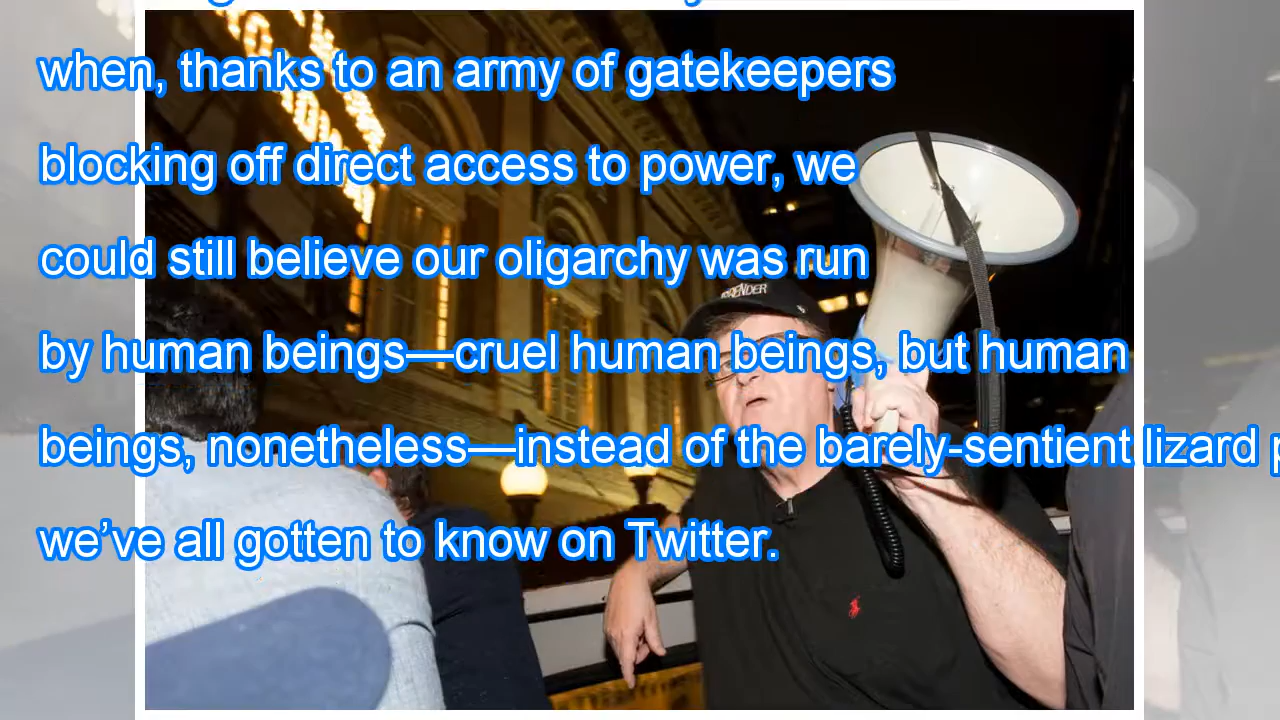 when, thanks to an army of gatekeepers
blocking off direct access to power, we
could still believe our oligarchy was run
by human beings—cruel human beings, but human
beings, nonetheless—instead of the barely-sentient lizard
we’ve all gotten to know on Twitter.